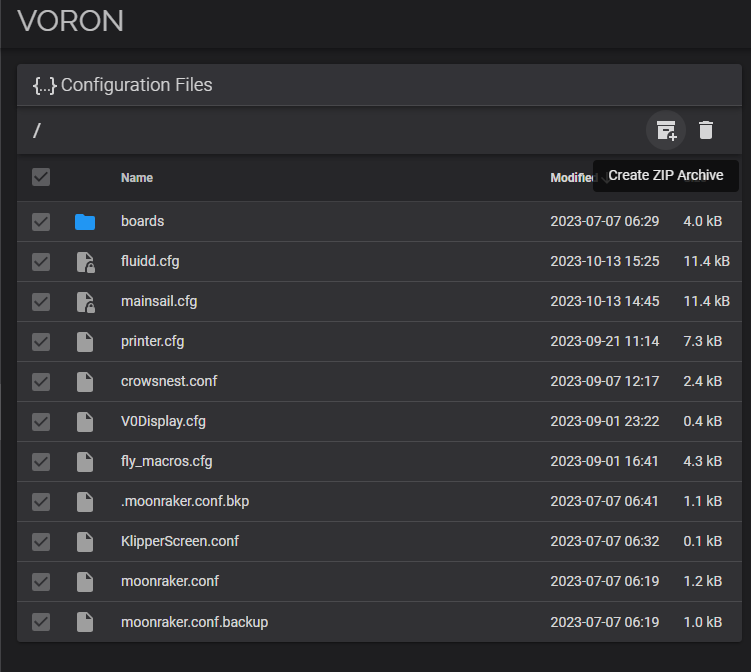 VORON
{...} Configuration Files
/
Create ZIP Archive
Name Modified
boards 2023-07-07 06:29 4.0 kB
fluidd.cfg 2023-10-13 15:25 11.4 kB
mainsail.cfg 2023-10-13 14:45 11.4 kB
printer.cfg 2023-09-21 11:14 7.3 kB
crowsnest.conf 2023-09-07 12:17 2.4 kB
V0Display.cfg 2023-09-01 23:22 0.4 kB
fly_macros.cfg 2023-09-01 16:41 4.3 kB
.moonraker.conf.bkp 2023-07-07 06:41 1.1 kB
KlipperScreen.conf 2023-07-07 06:32 0.1 kB
moonraker.conf 2023-07-07 06:19 1.2 kB
moonraker.conf.backup 2023-07-07 06:19 1.0 kB